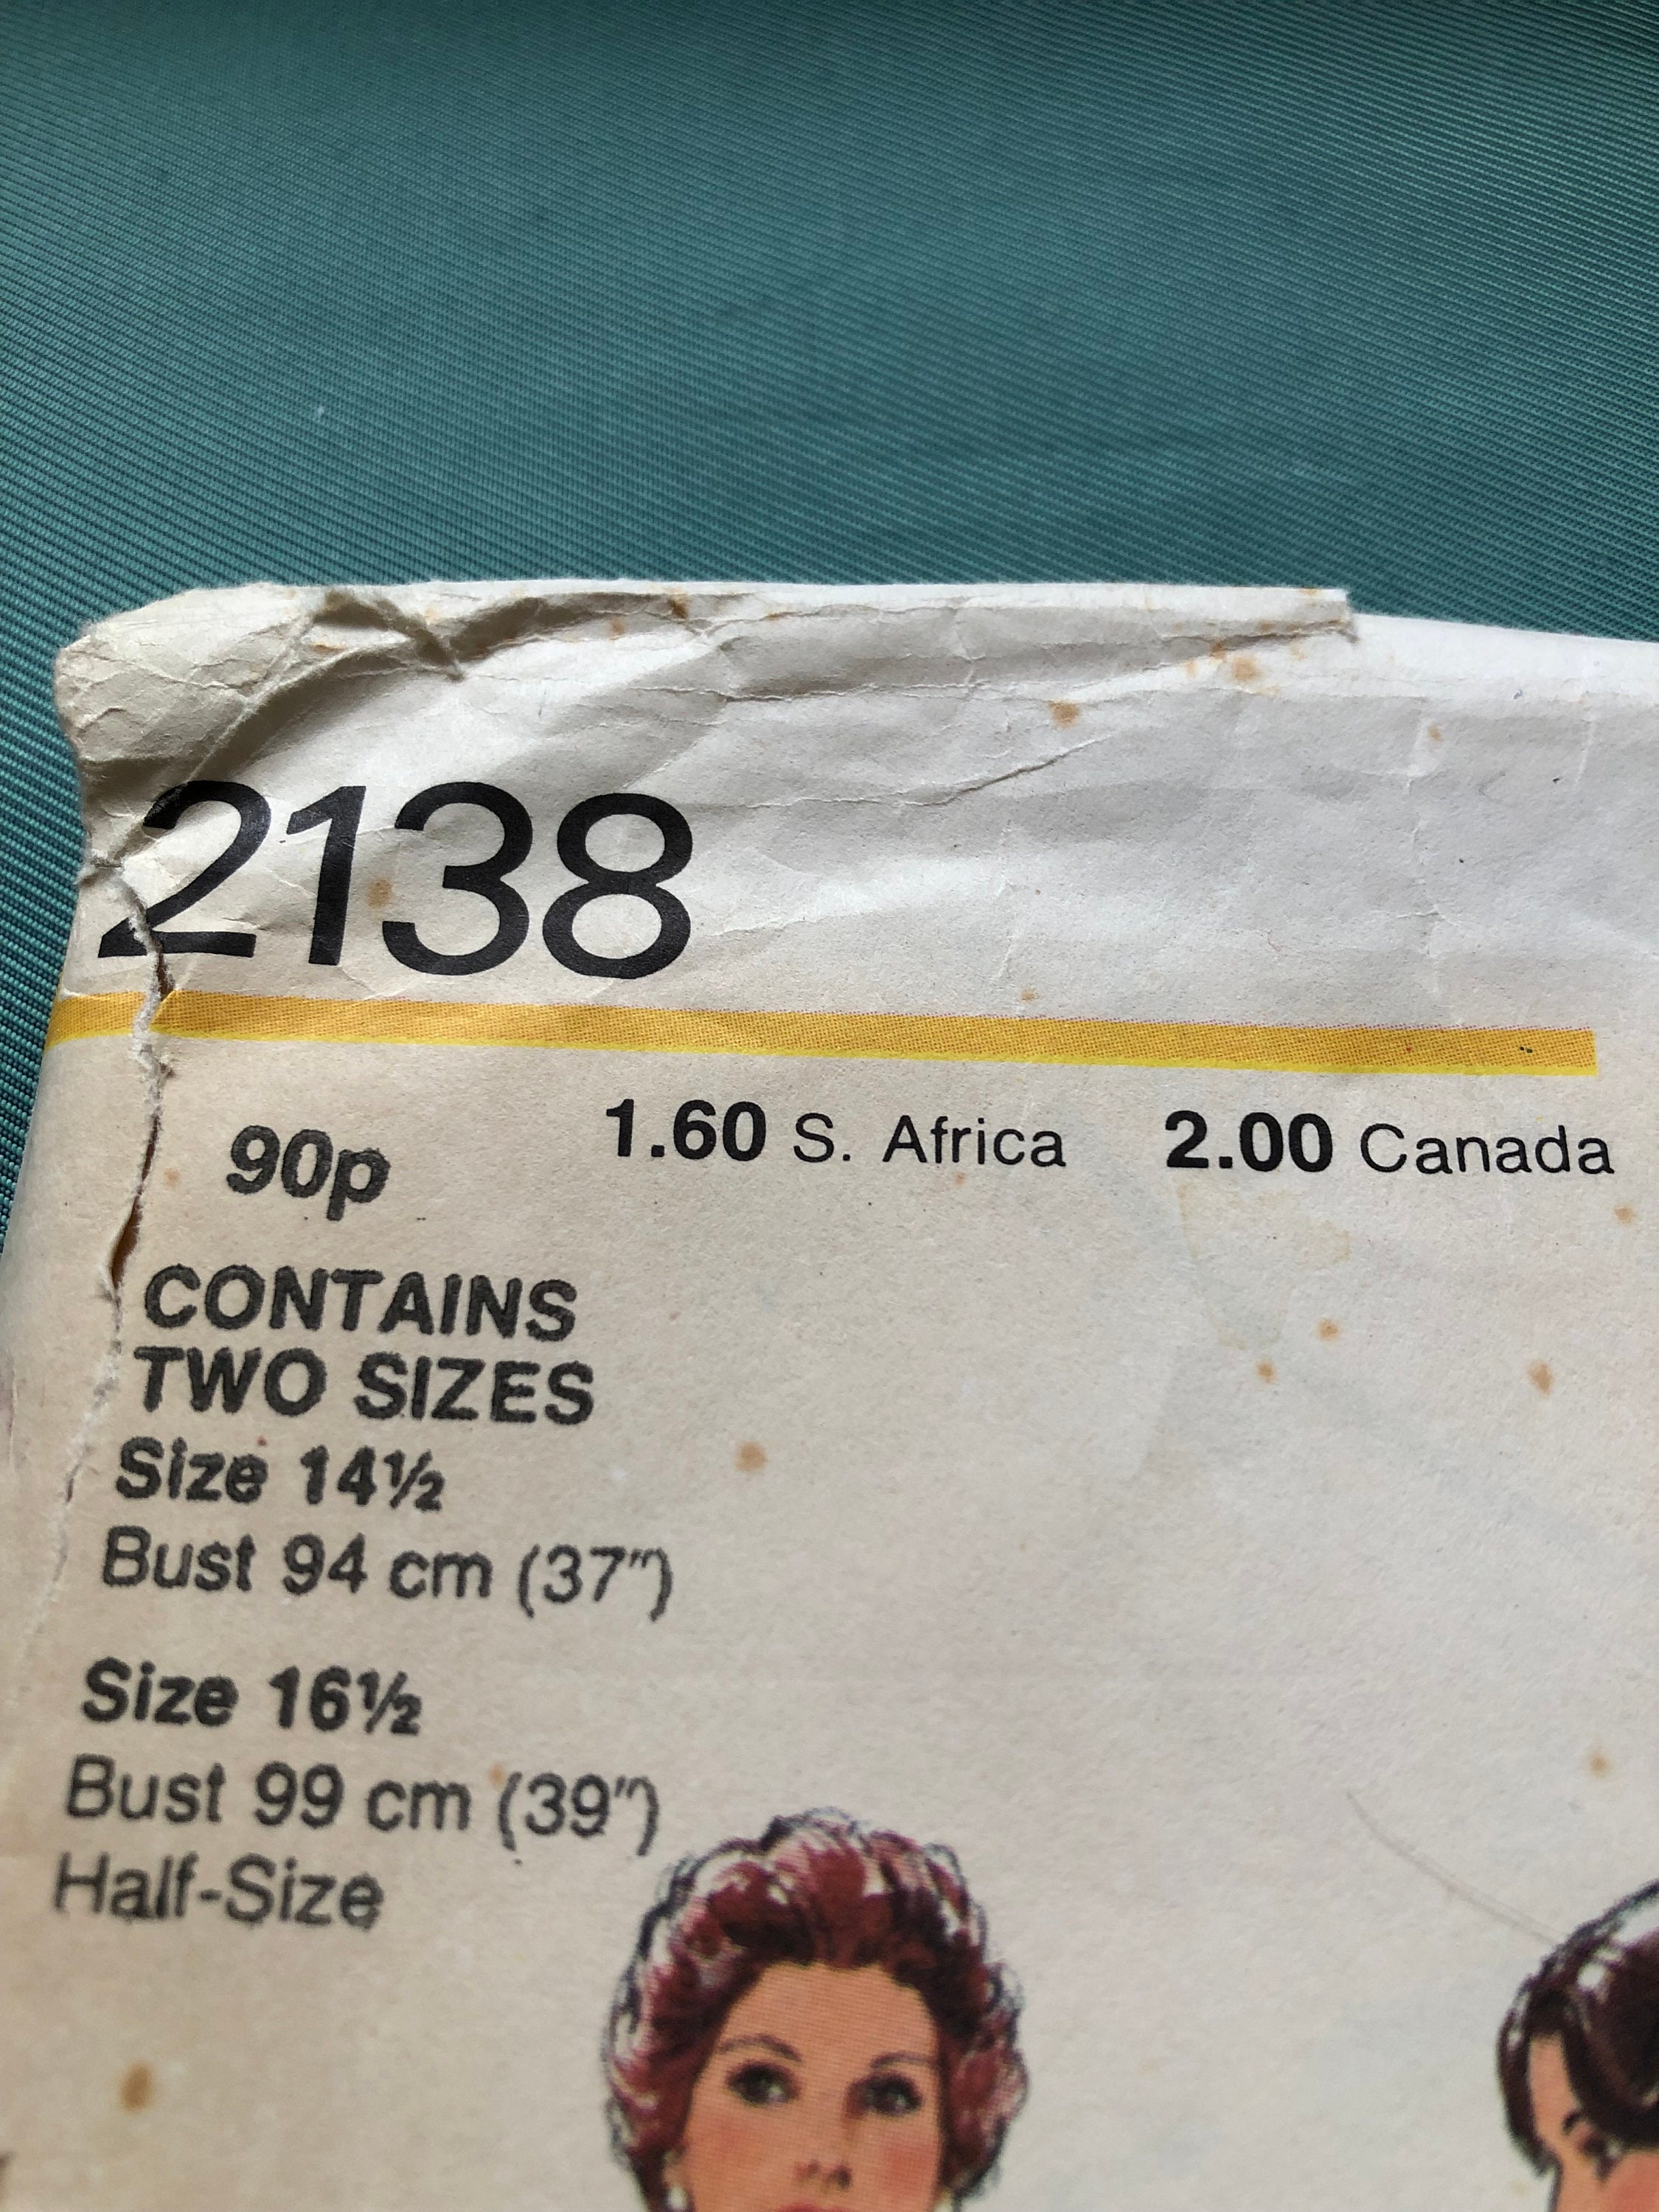 2138
90p 1.60 S. Africa 2.00 Canada
CONTAINS
TWO SIZES
Size 14½
Bust 94 cm (37")
Size 16½
Bust 99 cm (39")
Half-Size